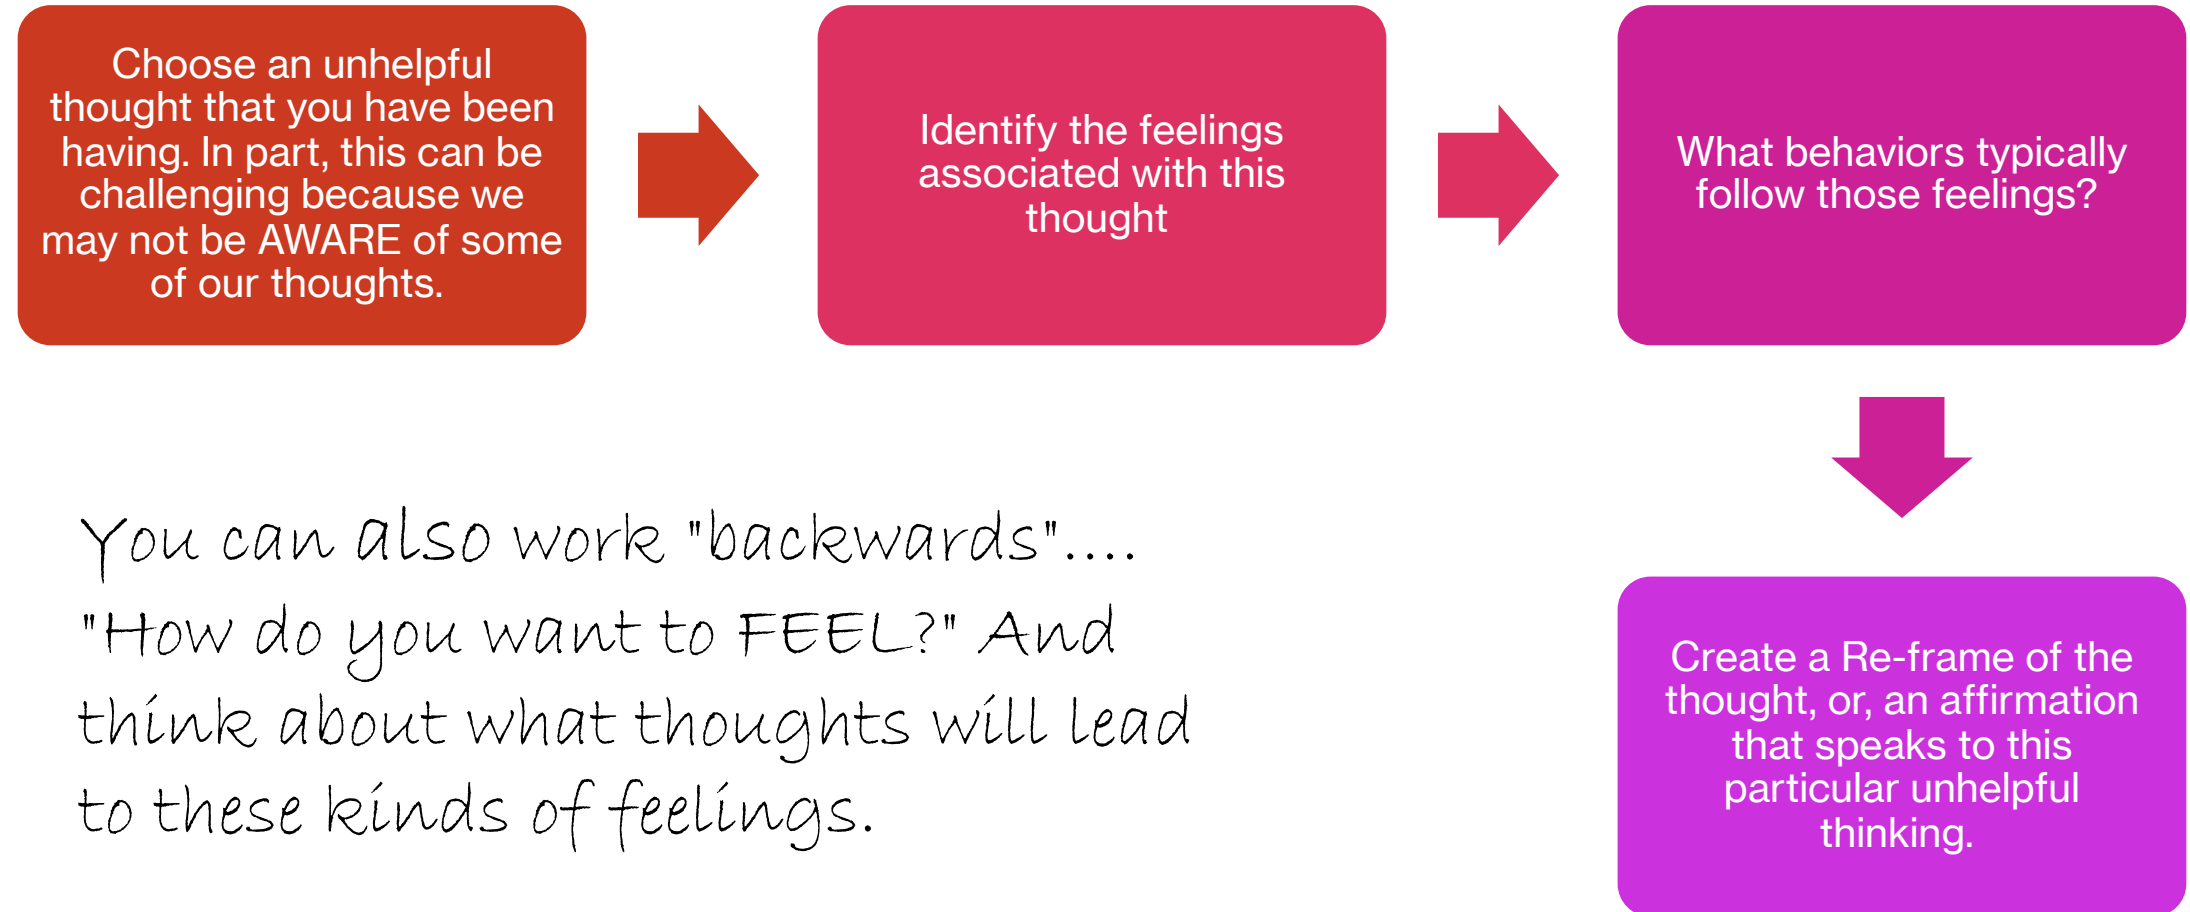 Choose an unhelpful
thought that you have been
having. In part, this can be
challenging because we
may not be AWARE of some
of our thoughts.
Identify the feelings
associated with this
thought
What behaviors typically
follow those feelings?
Create a Re-frame of the
thought, or, an affirmation
that speaks to this
particular unhelpful
thinking.
You can also work "backwards"....
"How do you want to FEEL?" And
think about what thoughts will lead
to these kinds of feelings.